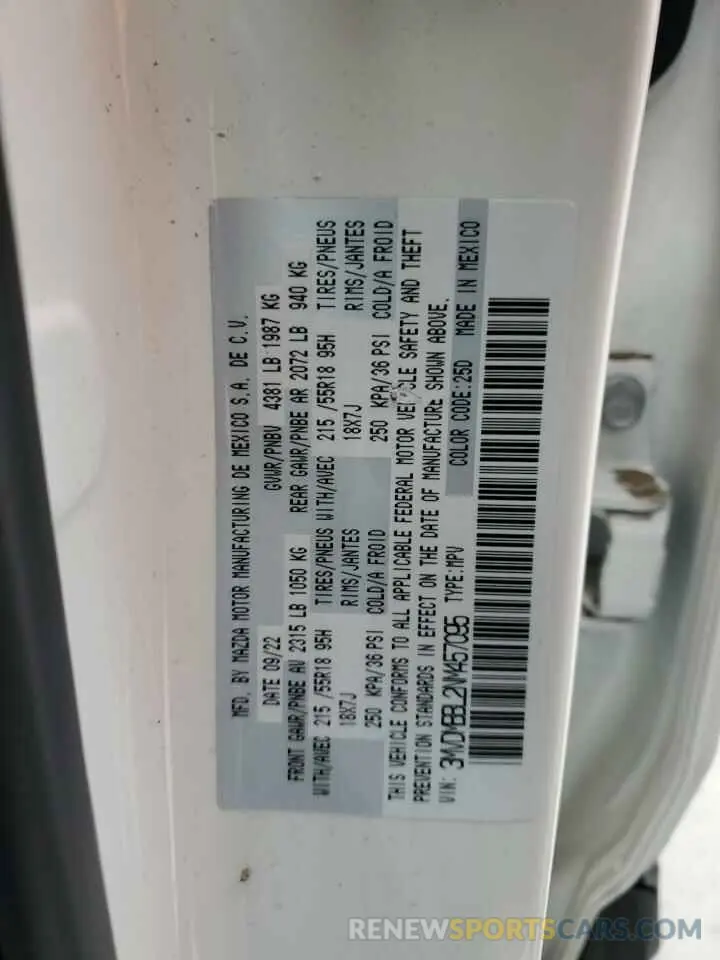 MFD. BY MAZDA MOTOR MANUFACTURING DE MEXICO S.A. DE C.V.
DATE 09/22 GVWR/PNBV 4381 LB 1987 KG
FRONT GAWR/PNBE AV 2315 LB 1050 KG REAR GAWR/PNBE AR 2072 LB 940 KG
WITH/AVEC 215 /55R18 95H TIRES/PNEUS WITH/AVEC 215 /55R18 95H TIRES/PNEUS
18X7J RIMS/JANTES 18X7J RIMS/JANTES
250 KPA/36 PSI COLD/A FROID 250 KPA/36 PSI COLD/A FROID
THIS VEHICLE CONFORMS TO ALL APPLICABLE FEDERAL MOTOR VEHICLE SAFETY AND THEFT
PREVENTION STANDARDS IN EFFECT ON THE DATE OF MANUFACTURE SHOWN ABOVE.
VIN: 3MVDMBBL2NM457095 TYPE:MPV COLOR CODE:25D MADE IN MEXICO
RENEWSPORTSCARS.COM